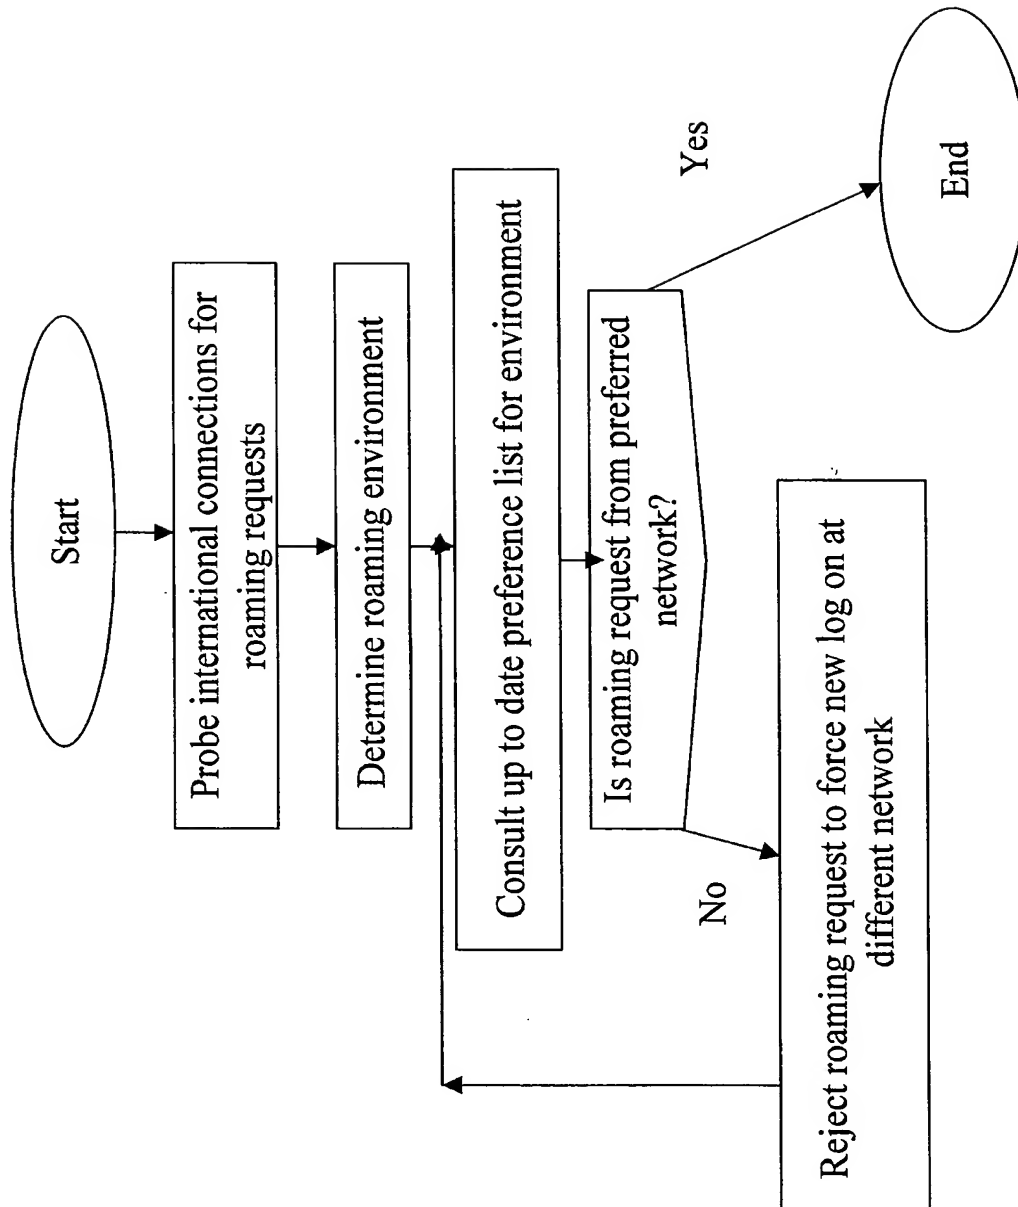 Start
Probe international connections for
roaming requests
Determine roaming environment
Consult up to date preference list for environment
Is roaming request from preferred
network?
Yes
No
End
Reject roaming request to force new log on at
different network